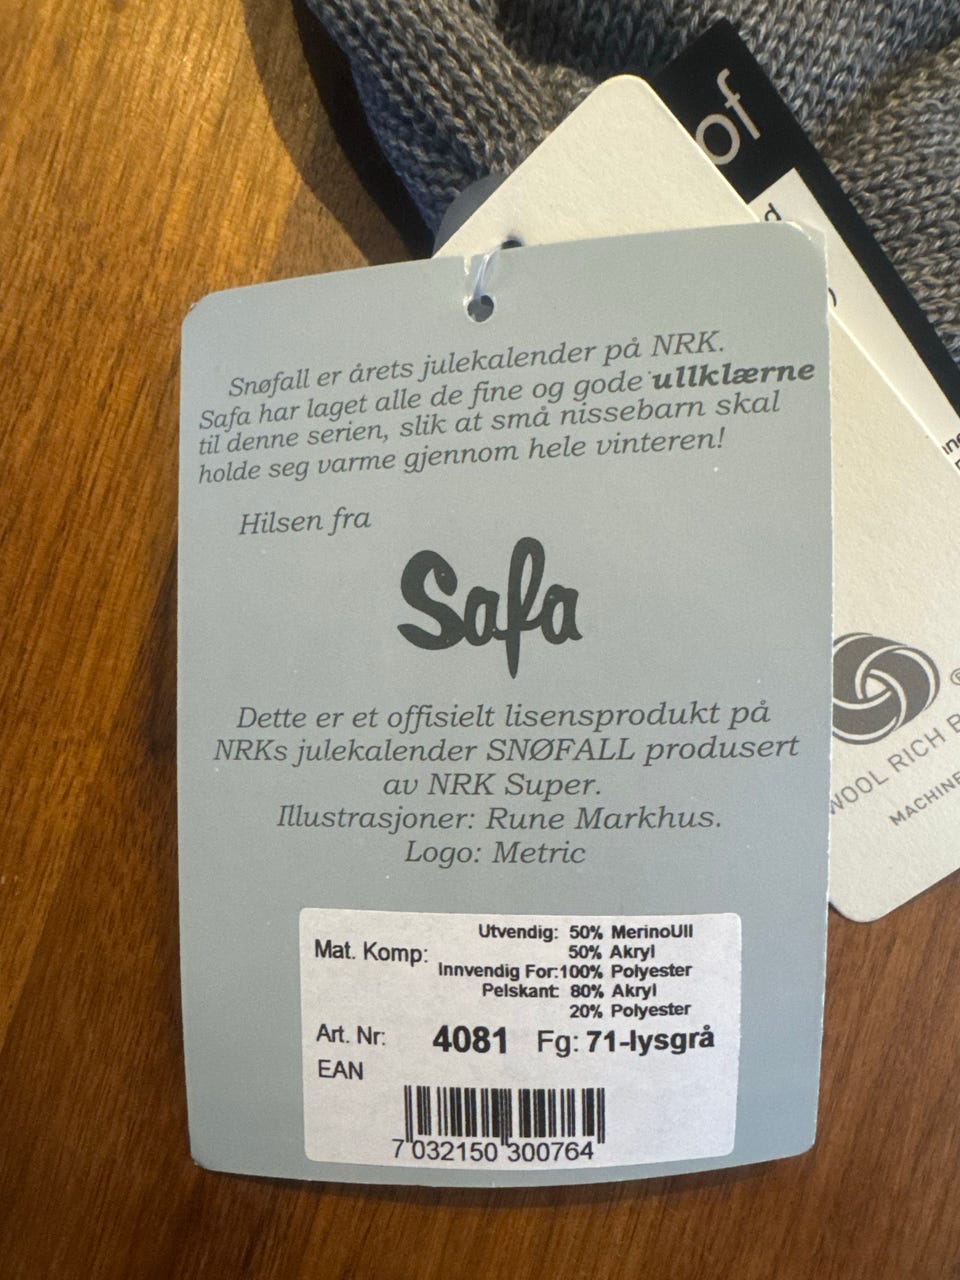 of
d
Snøfall er årets julekalender på NRK.
Safa har laget alle de fine og gode ullklærne
til denne serien, slik at små nissebarn skal
holde seg varme gjennom hele vinteren!
Hilsen fra
Safa
Dette er et offisielt lisensprodukt på
NRKs julekalender SNØFALL produsert
av NRK Super.
Illustrasjoner: Rune Markhus.
Logo: Metric
®
WOOL RICH B
MACHINE
Mat. Komp: Utvendig: 50% MerinoUll
50% Akryl
Innvendig For:100% Polyester
Pelskant: 80% Akryl
20% Polyester
Art. Nr: 4081 Fg: 71-lysgrå
EAN
7 032150 300764